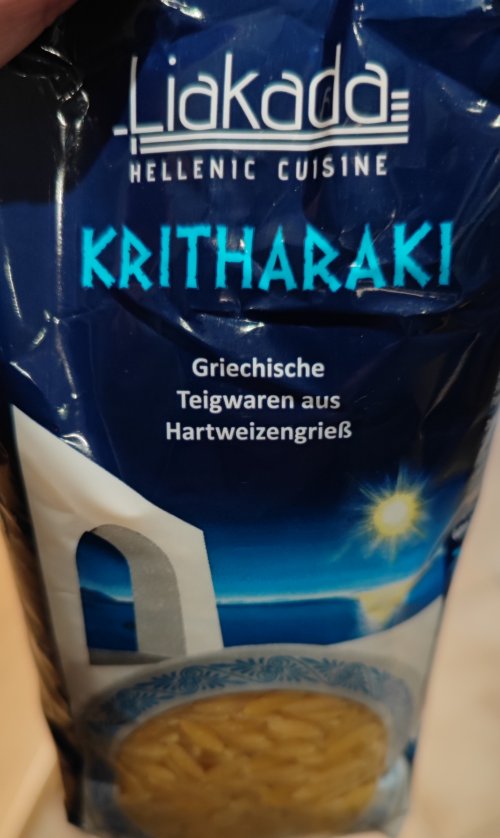 Liakada
HELLENIC CUISINE
KRITHARAKI
Griechische
Teigwaren aus
Hartweizengrieß